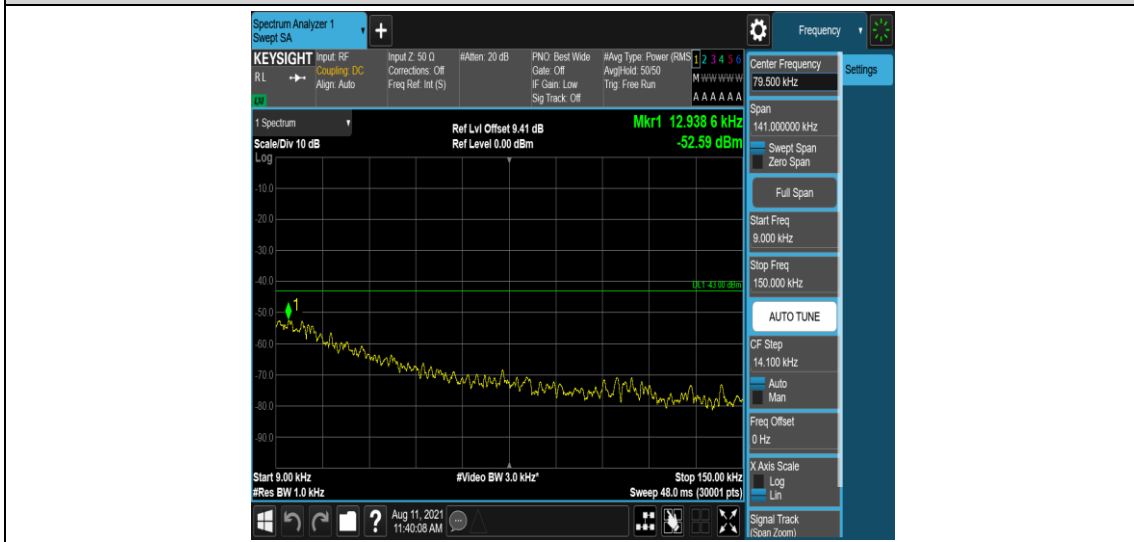 Spectrum Analyzer 1
Swept SA
+
Frequency
KEYSIGHT
RL
LXI
Input: RF
Coupling: DC
Align: Auto
Input Z: 50 Ω
Corrections: Off
Freq Ref: Int (S)
#Atten: 20 dB
PNO: Best Wide
Gate: Off
IF Gain: Low
Sig Track: Off
#Avg Type: Power (RMS
Avg|Hold: 50/50
Trig: Free Run
1 2 3 4 5 6
M W W W W W
A A A A A A
1 Spectrum
Scale/Div 10 dB
Ref Lvl Offset 9.41 dB
Ref Level 0.00 dBm
Mkr1 12.938 6 kHz
-52.59 dBm
Log
-10.0
-20.0
-30.0
-40.0
DL1 -43.00 dBm
-50.0
1
-60.0
-70.0
-80.0
-90.0
Start 9.00 kHz
#Res BW 1.0 kHz
#Video BW 3.0 kHz*
Stop 150.00 kHz
Sweep 48.0 ms (30001 pts)
?
Aug 11, 2021
11:40:08 AM
Center Frequency
79.500 kHz
Settings
Span
141.000000 kHz
Swept Span
Zero Span
Full Span
Start Freq
9.000 kHz
Stop Freq
150.000 kHz
AUTO TUNE
CF Step
14.100 kHz
Auto
Man
Freq Offset
0 Hz
X Axis Scale
Log
Lin
Signal Track
(Span Zoom)